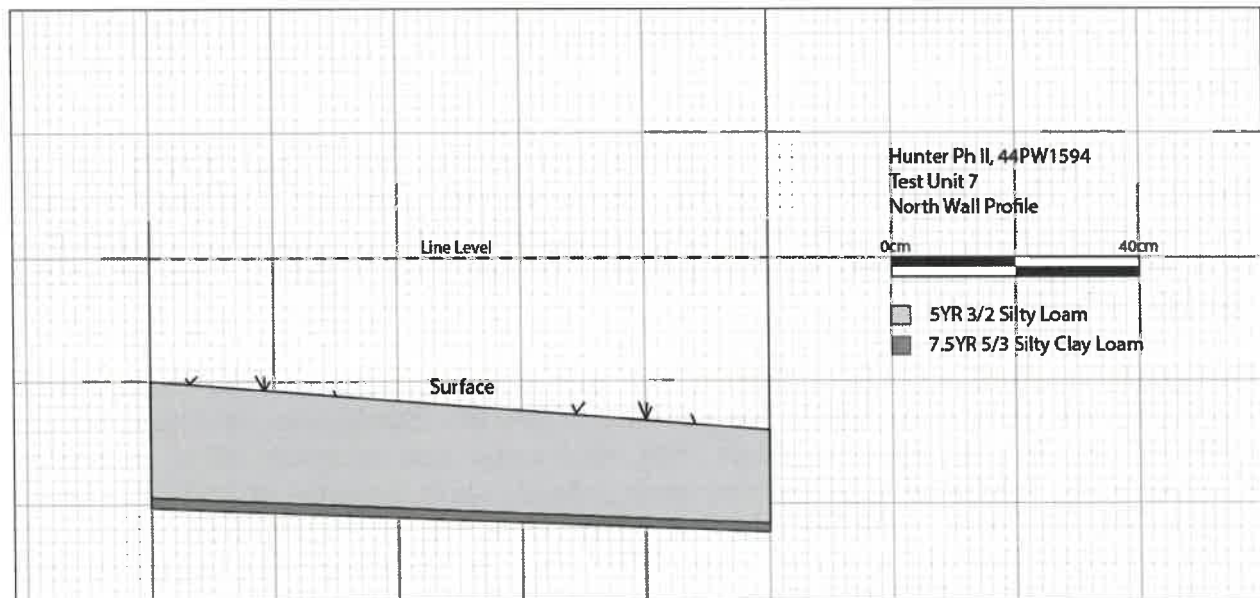 Hunter Ph II, 44PW1594
Test Unit 7
North Wall Profile
0cm 40cm
Line Level
5YR 3/2 Silty Loam
7.5YR 5/3 Silty Clay Loam
Surface